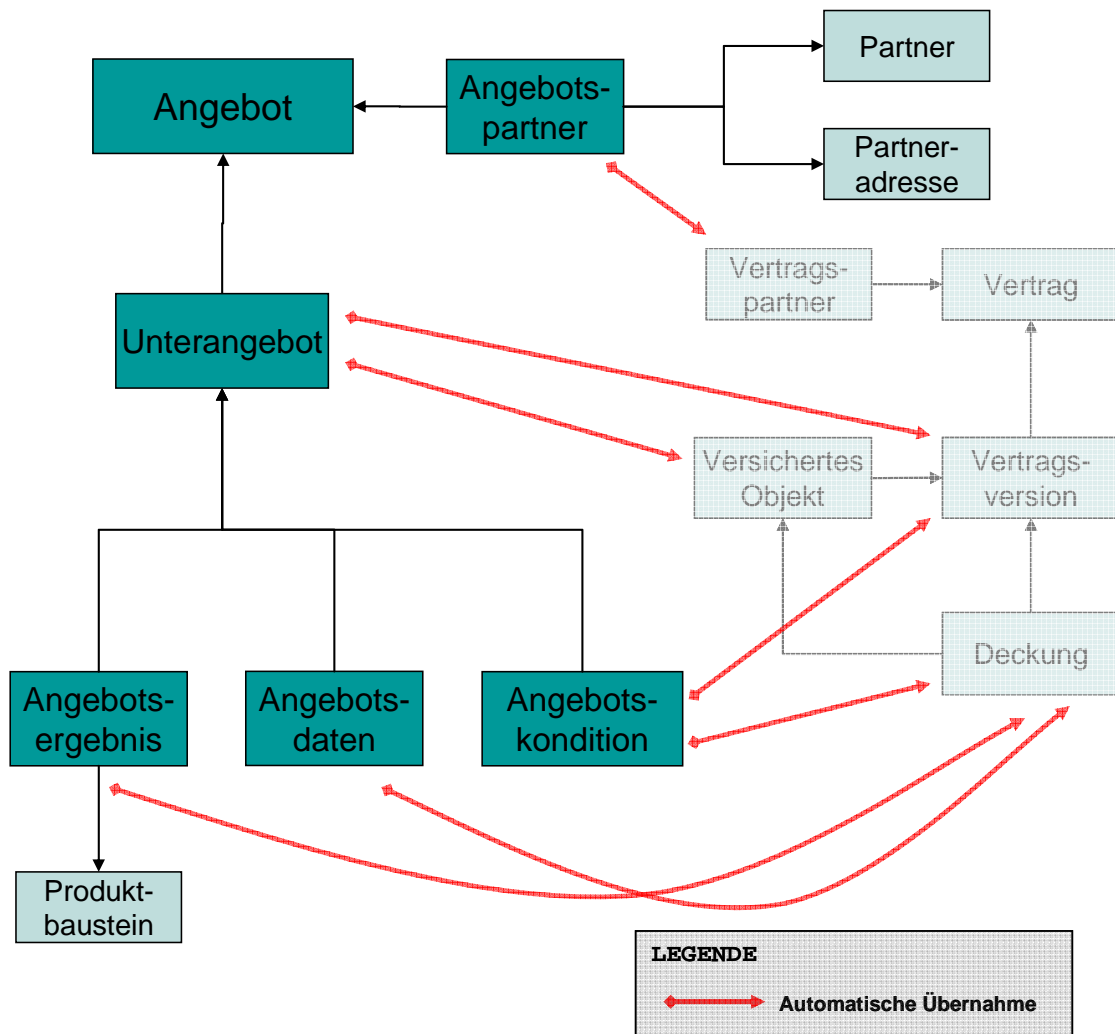 Partner
Angebot
Angebots-
partner
Partner-
adresse
Vertrags-
partner
Vertrag
Unterangebot
Versichertes
Objekt
Vertrags-
version
Deckung
Angebots-
ergebnis
Angebots-
daten
Angebots-
kondition
Produkt-
baustein
LEGENDE
Automatische Übernahme